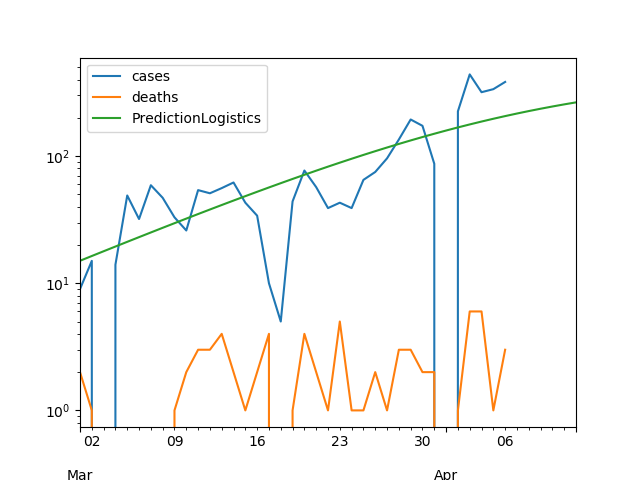 cases
deaths
PredictionLogistics
10²
10¹
10⁰
02 09 16 23 30 06
Mar Apr